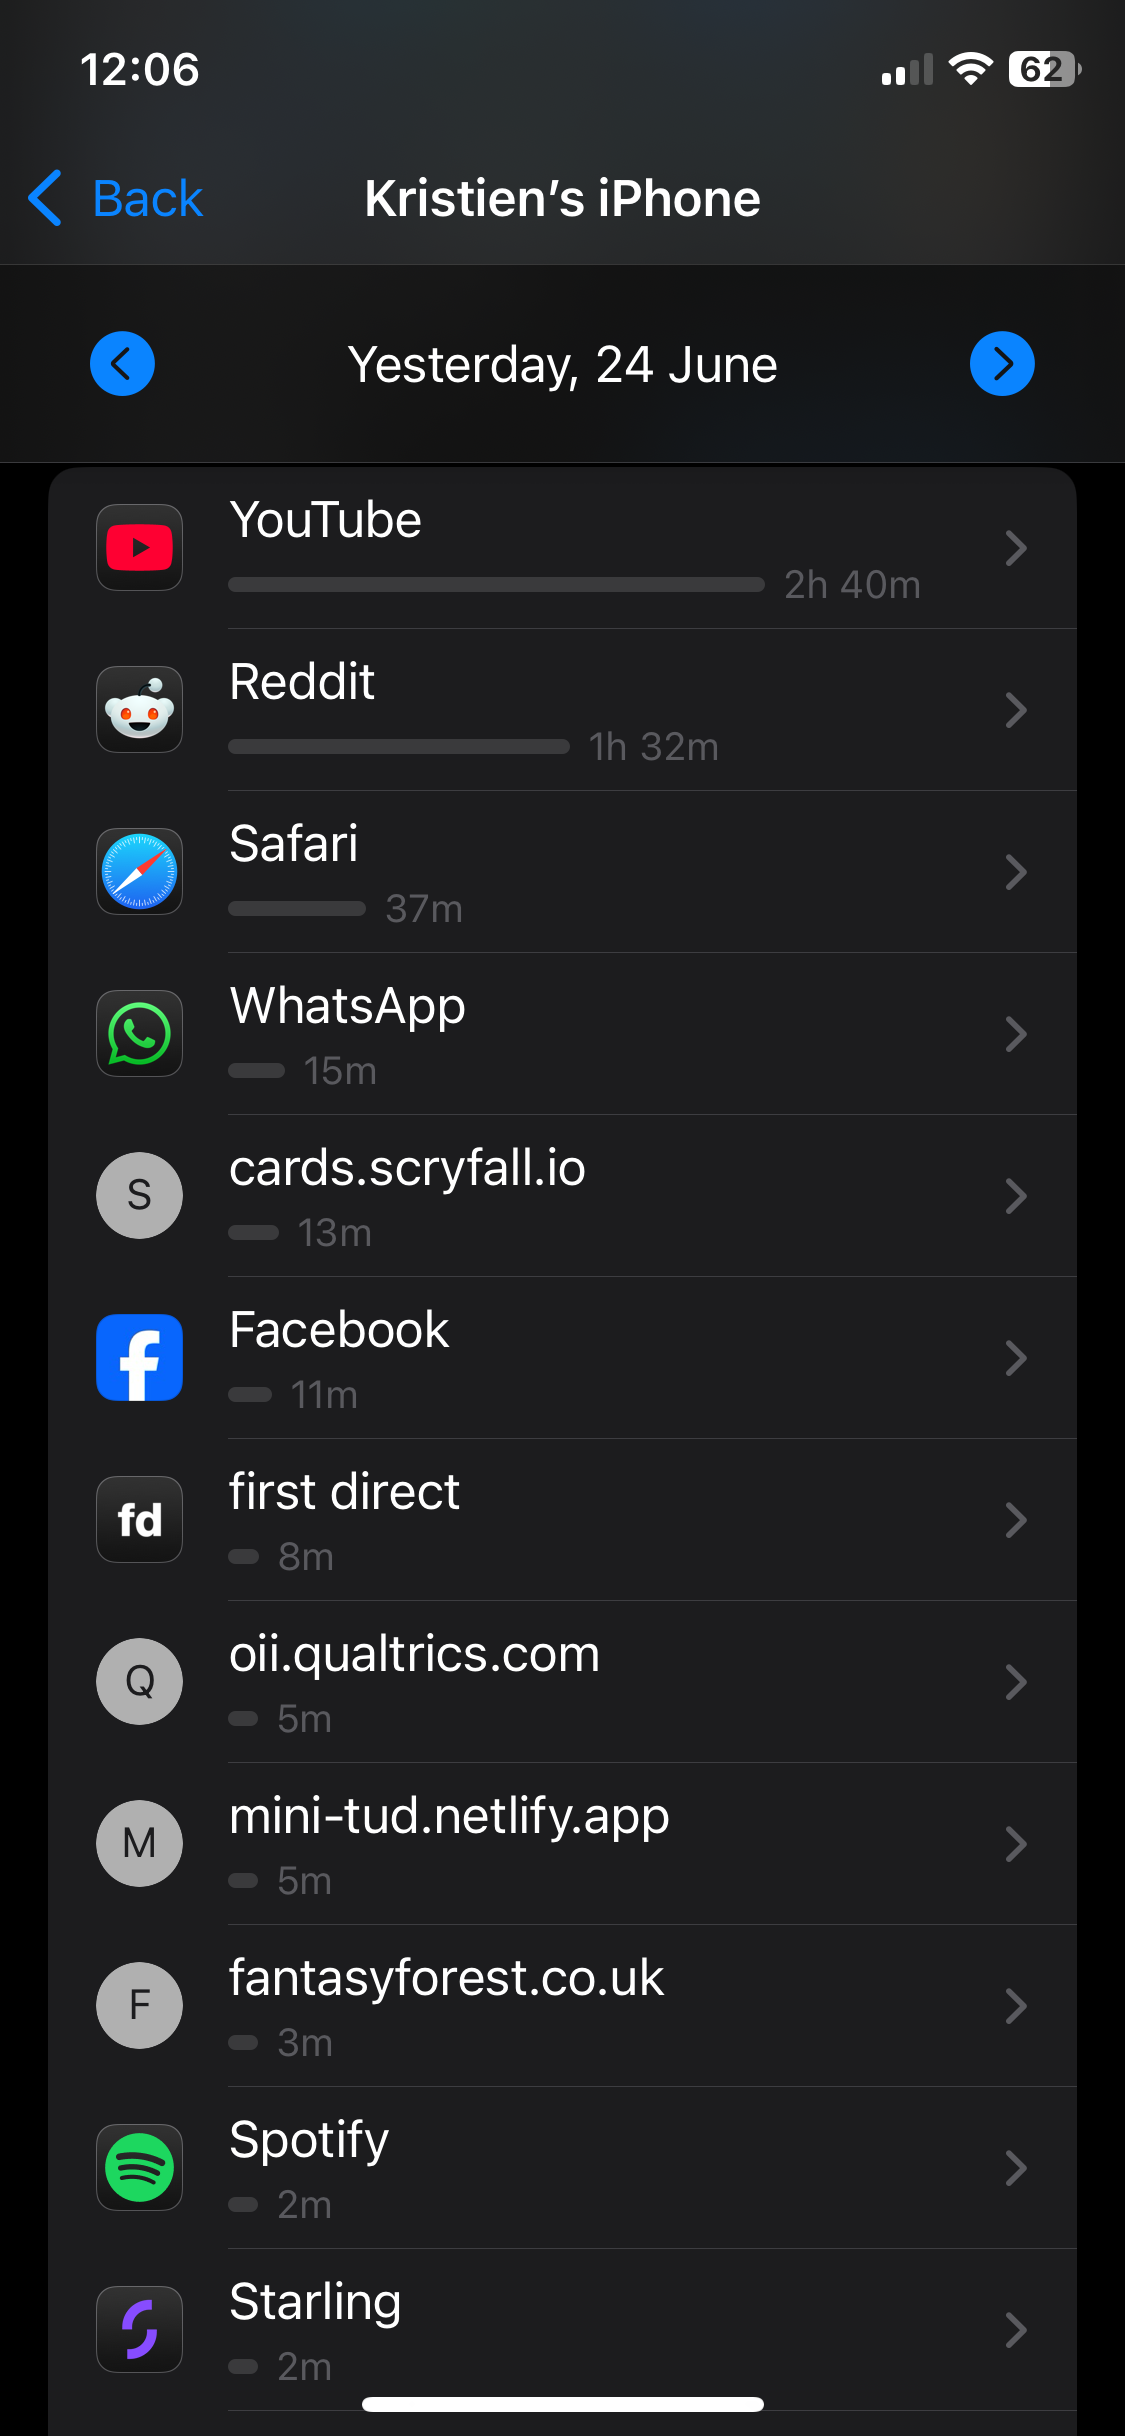 12:06
62
Back
Kristien’s iPhone
Yesterday, 24 June
YouTube
2h 40m
Reddit
1h 32m
Safari
37m
WhatsApp
15m
S
cards.scryfall.io
13m
Facebook
11m
fd
first direct
8m
Q
oii.qualtrics.com
5m
M
mini-tud.netlify.app
5m
F
fantasyforest.co.uk
3m
Spotify
2m
Starling
2m